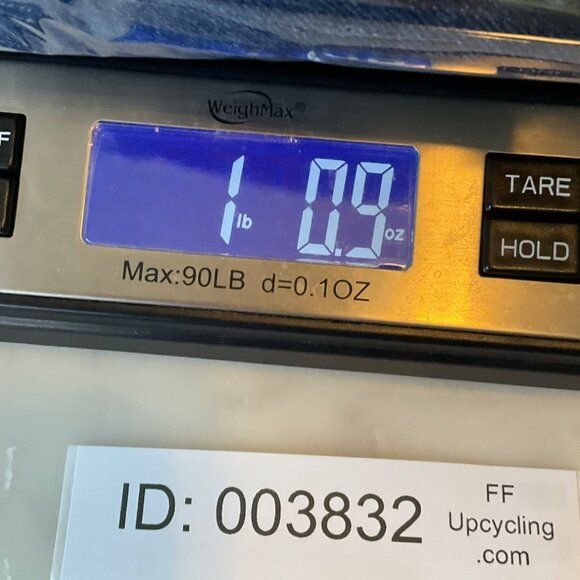 WeighMax®
F
1 lb 0.9 oz
TARE
HOLD
Max:90LB d=0.1OZ
ID: 003832
FF
Upcycling
.com